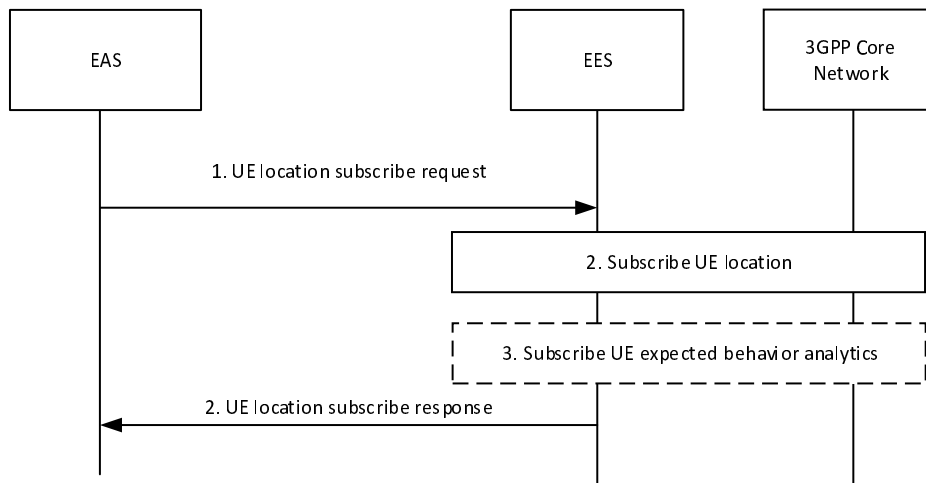 EAS
EES
3GPP Core
Network
1. UE location subscribe request
2. Subscribe UE location
3. Subscribe UE expected behavior analytics
2. UE location subscribe response